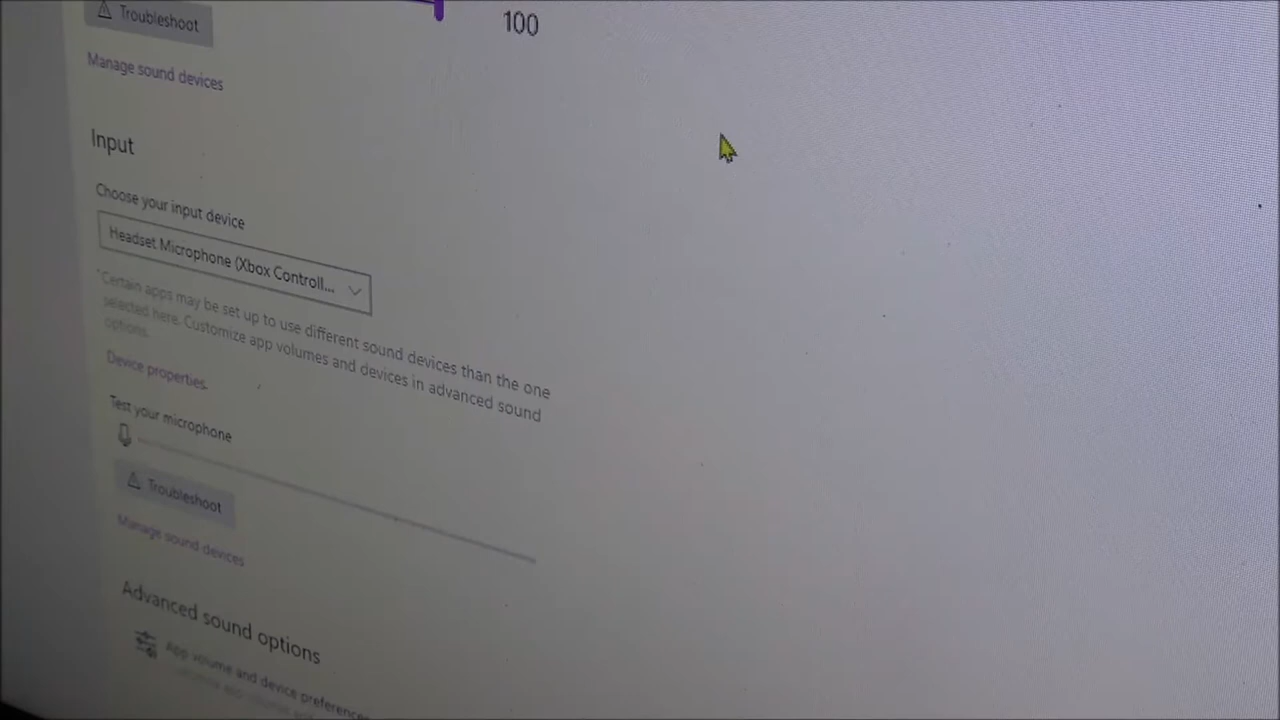 Troubleshoot
100
Manage sound devices
Input
Choose your input device
Headset Microphone (Xbox Controll...
*Certain apps may be set up to use different sound devices than the one
selected here. Customize app volumes and devices in advanced sound
options.
Device properties
Test your microphone
Troubleshoot
Manage sound devices
Advanced sound options
App volume and device preferences